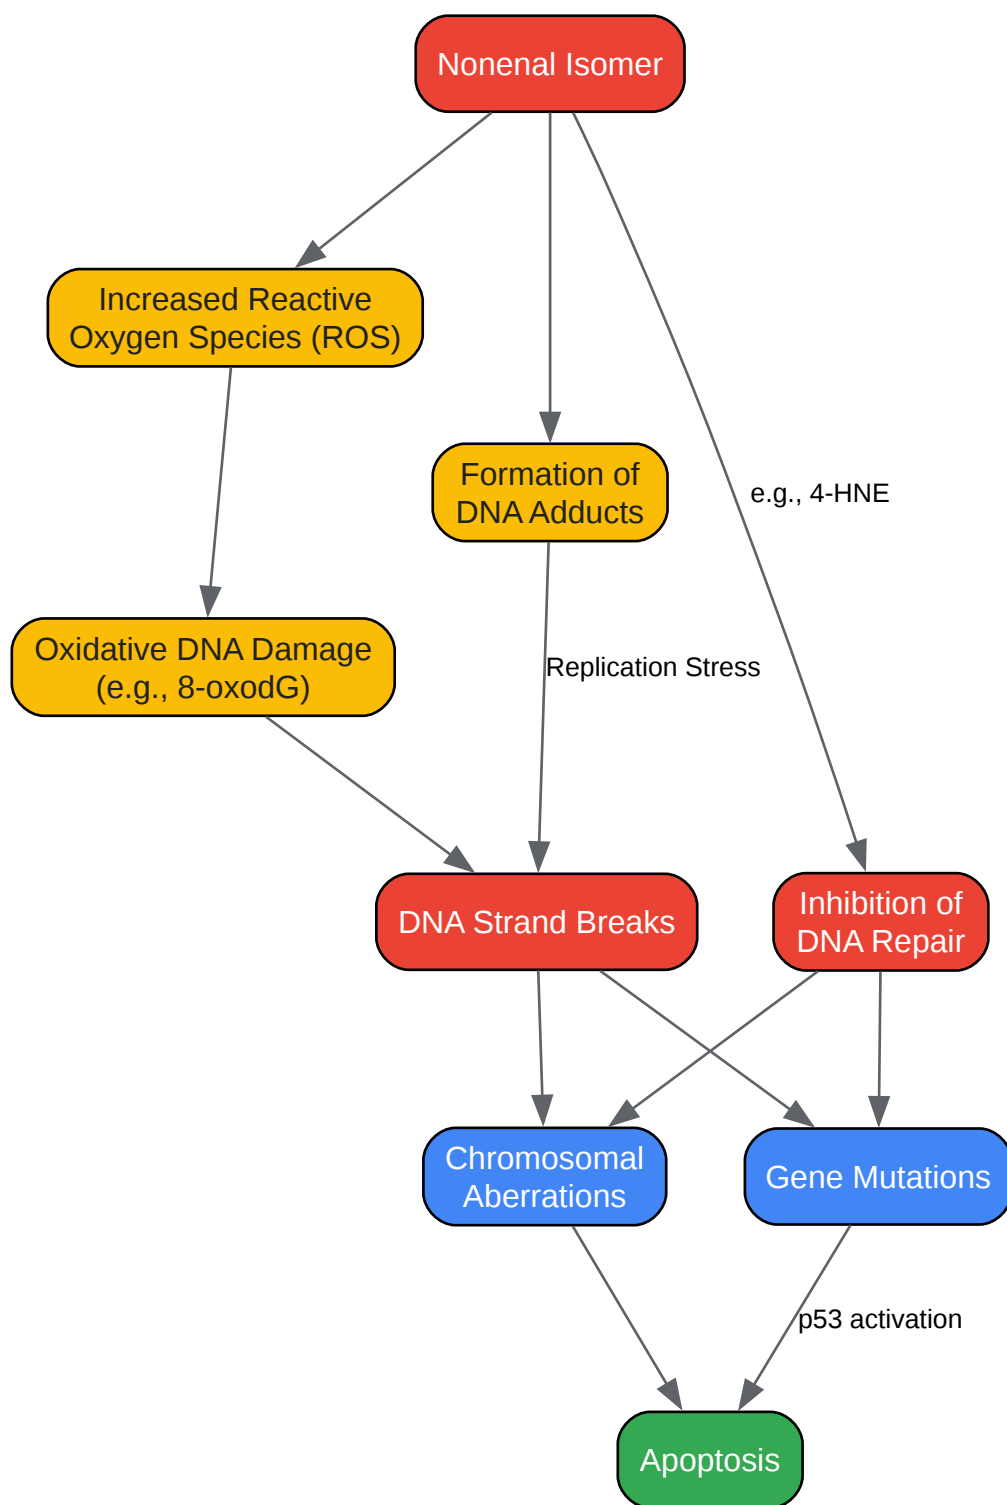 Nonenal Isomer
Increased Reactive
Oxygen Species (ROS)
Formation of
DNA Adducts
e.g., 4-HNE
Oxidative DNA Damage
(e.g., 8-oxodG)
Replication Stress
DNA Strand Breaks
Inhibition of
DNA Repair
Chromosomal
Aberrations
Gene Mutations
p53 activation
Apoptosis